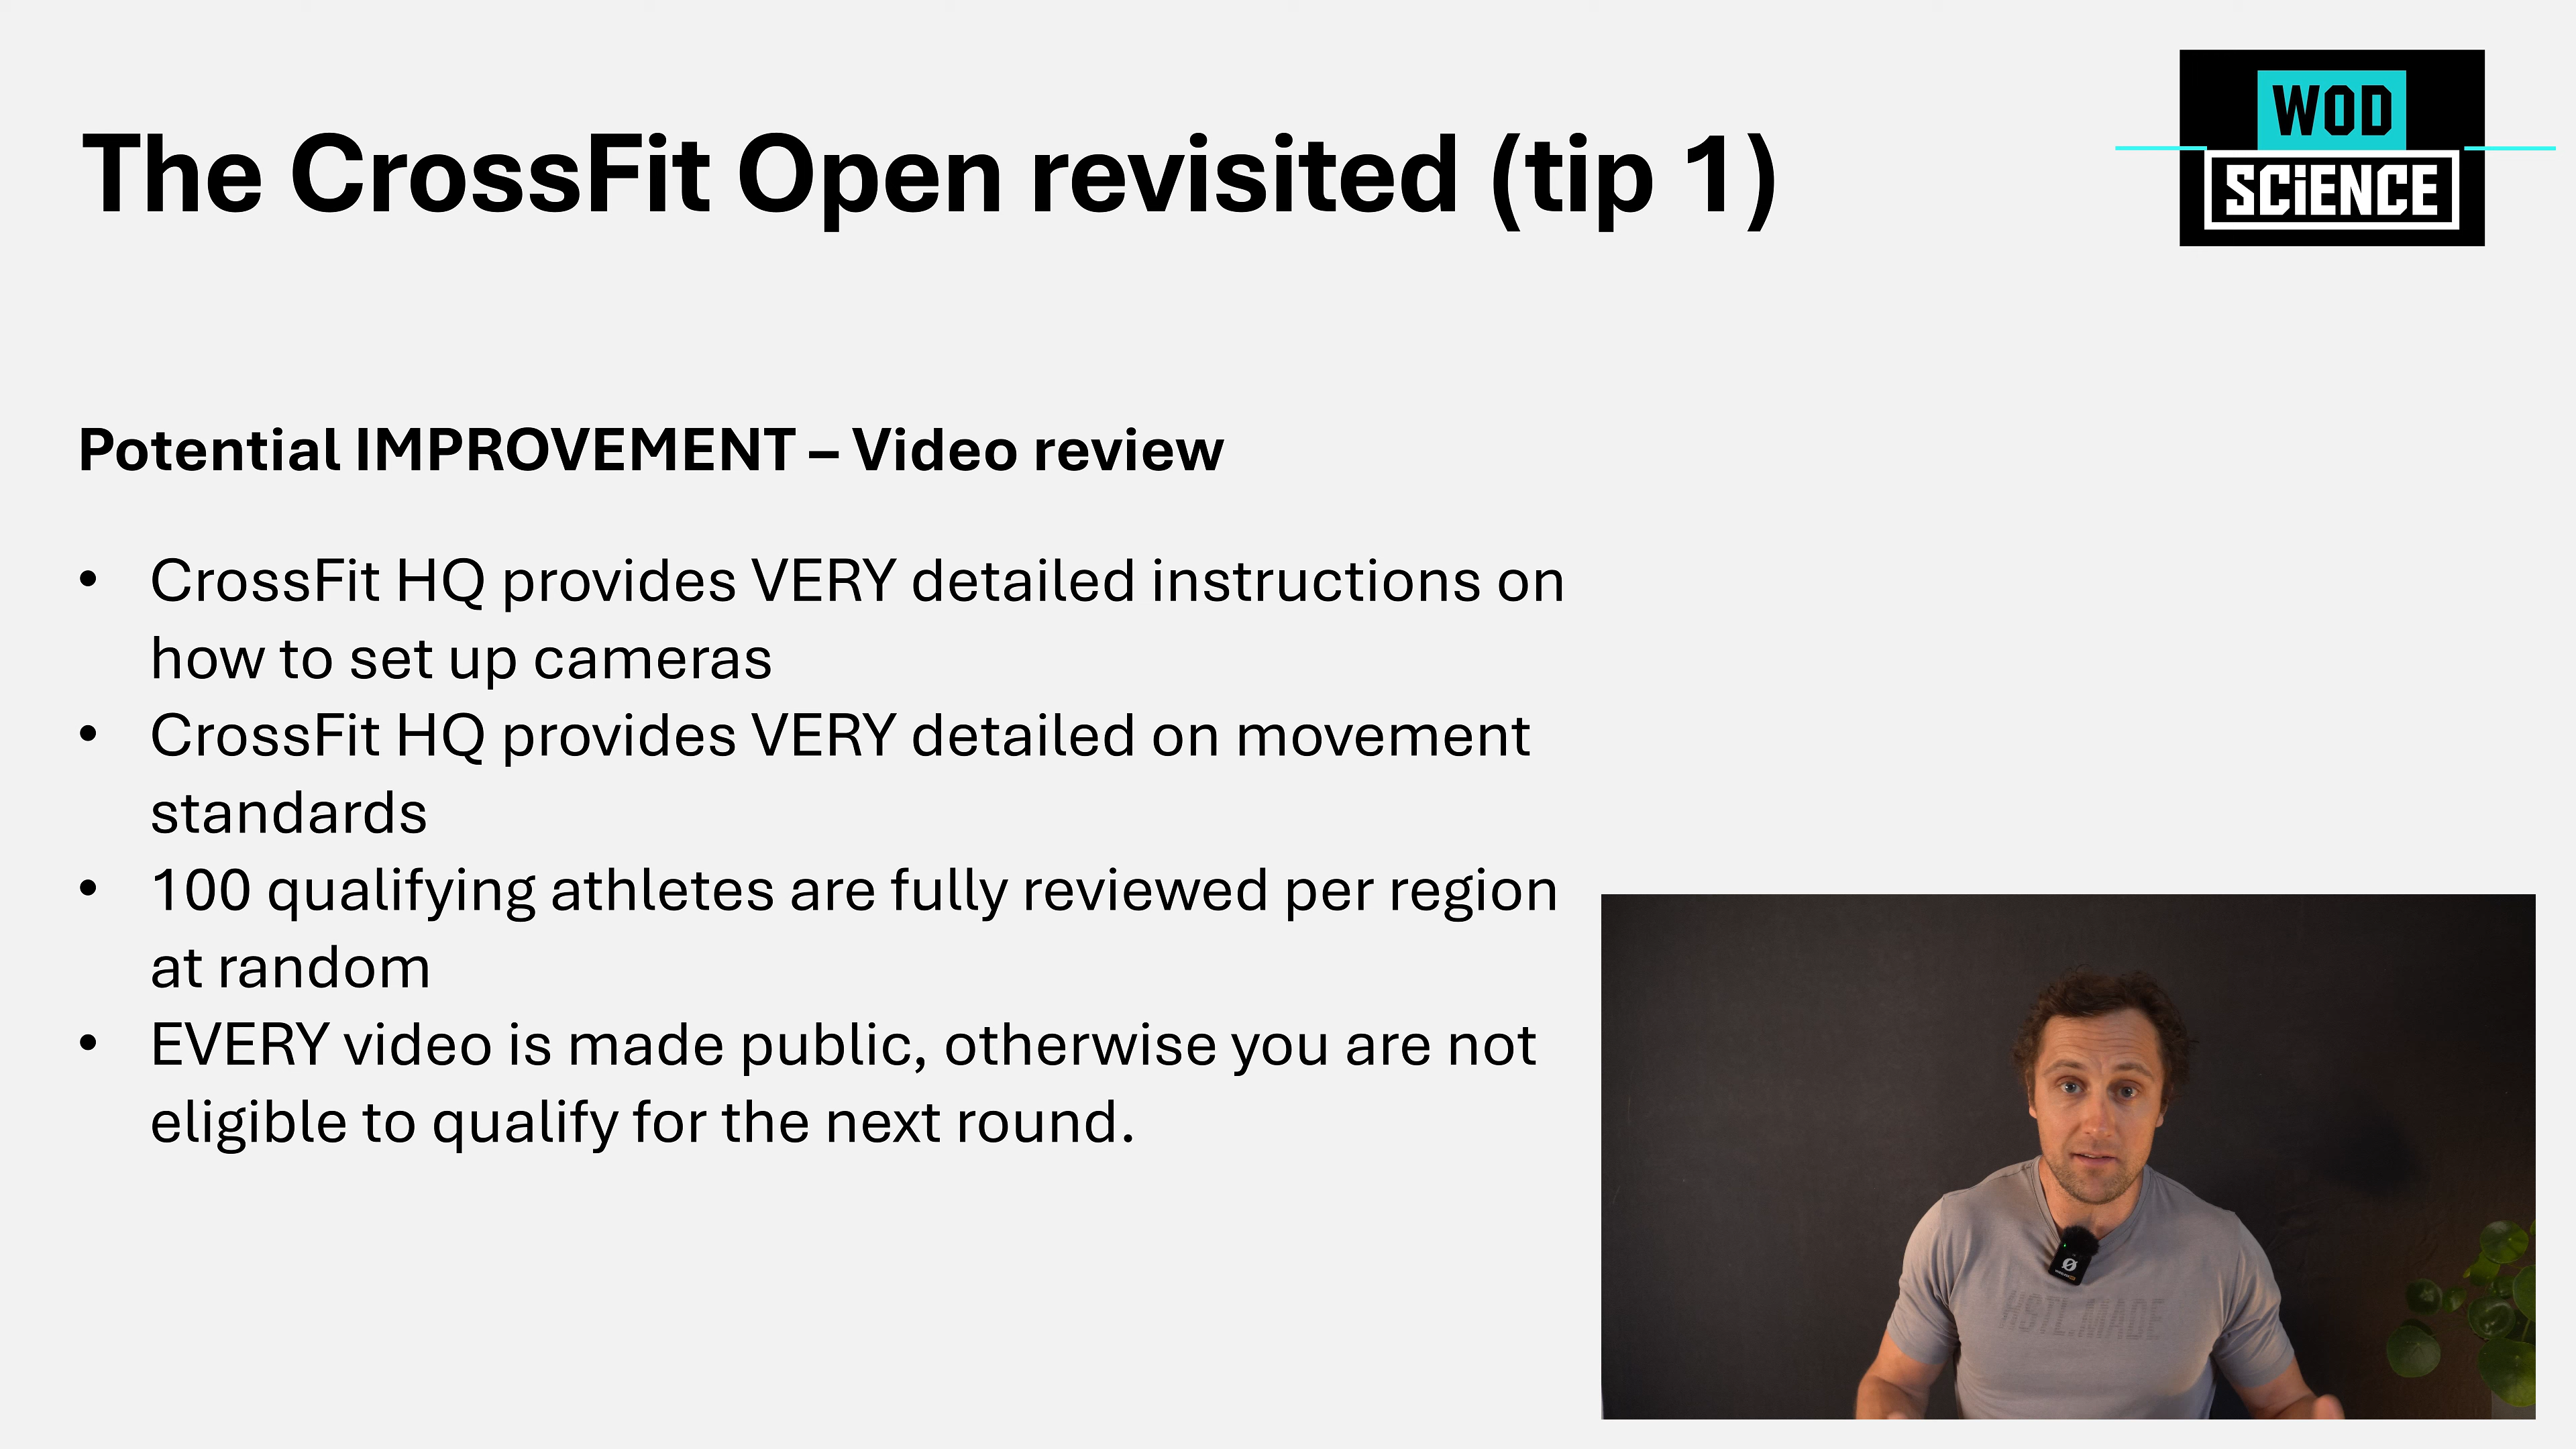 The CrossFit Open revisited (tip 1)
WOD
SCiENCE
Potential IMPROVEMENT – Video review
• CrossFit HQ provides VERY detailed instructions on
how to set up cameras
• CrossFit HQ provides VERY detailed on movement
standards
• 100 qualifying athletes are fully reviewed per region
at random
• EVERY video is made public, otherwise you are not
eligible to qualify for the next round.